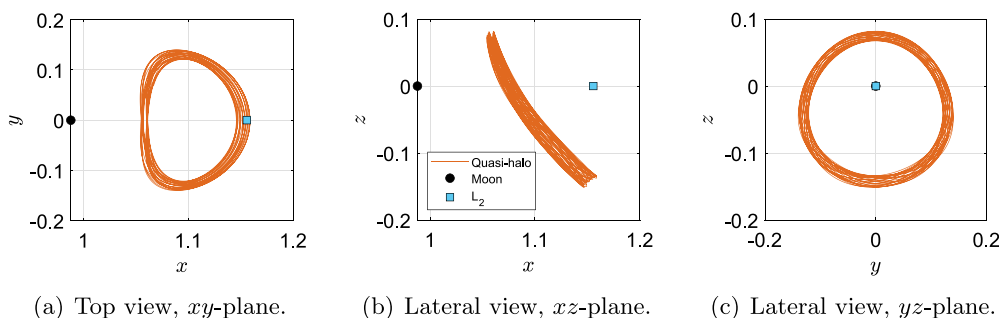 0.2
0.1
0
-0.1
-0.2
y
1
1.1
1.2
x
(a) Top view, xy-plane.
0.1
0
-0.1
-0.2
z
Quasi-halo
Moon
L2
1
1.1
1.2
x
(b) Lateral view, xz-plane.
0.1
0
-0.1
-0.2
z
-0.2
0
0.2
y
(c) Lateral view, yz-plane.